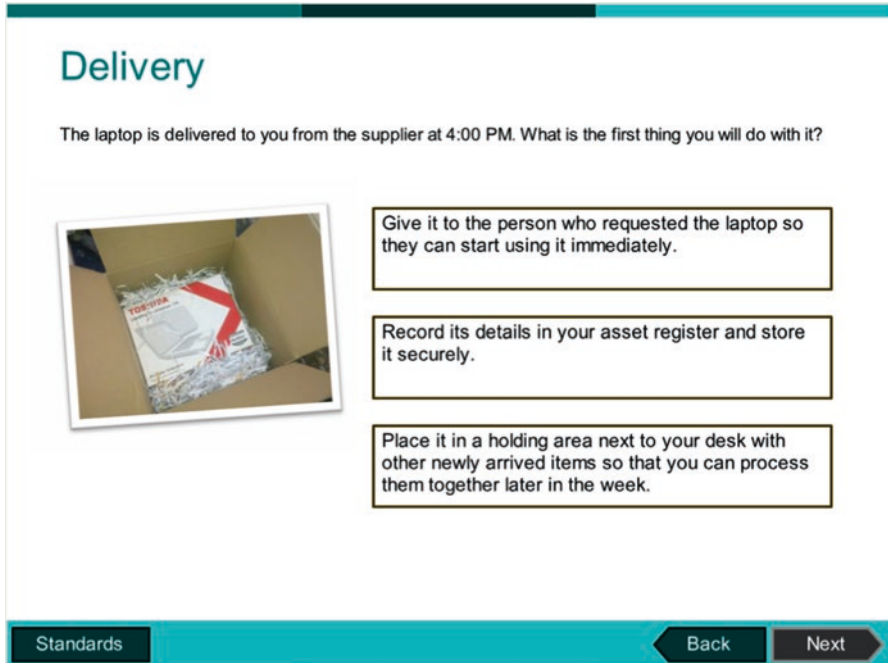 Delivery
The laptop is delivered to you from the supplier at 4:00 PM. What is the first thing you will do with it?
TOSHIBA
Give it to the person who requested the laptop so
they can start using it immediately.
Record its details in your asset register and store
it securely.
Place it in a holding area next to your desk with
other newly arrived items so that you can process
them together later in the week.
Standards
Back
Next